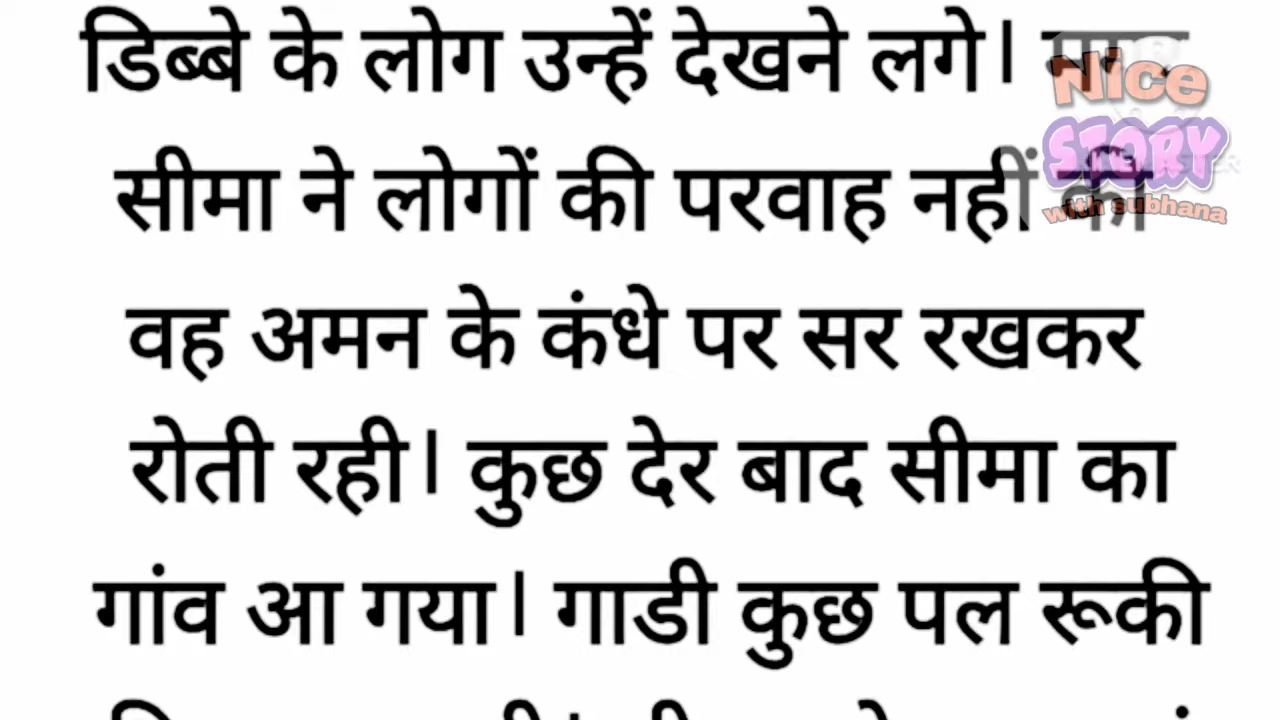 डिब्बे के लोग उन्हें देखने लगे।
Nice
STORY
सीमा ने लोगों की परवाह नहीं की
with subhana
वह अमन के कंधे पर सर रखकर
रोती रही। कुछ देर बाद सीमा का
गांव आ गया। गाडी कुछ पल रूकी